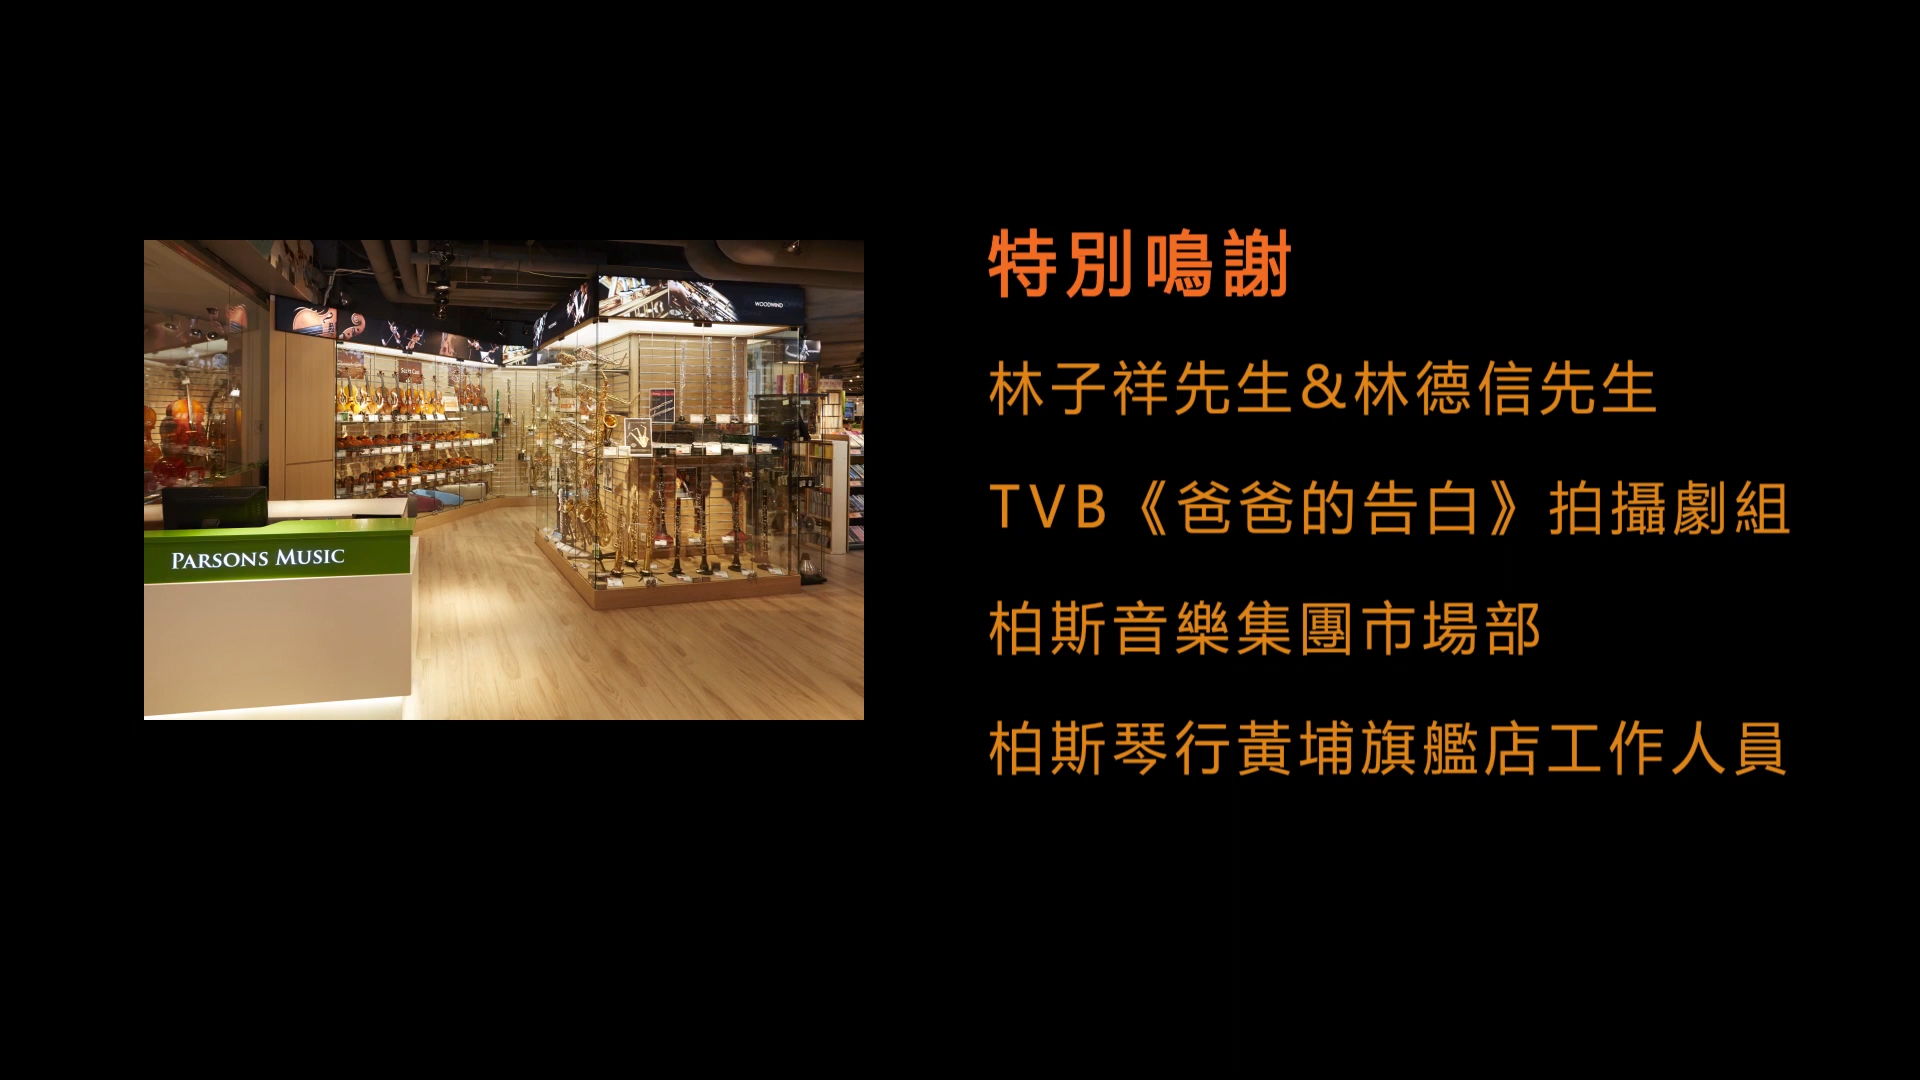 特別鳴謝
林子祥先生&林德信先生
TVB《爸爸的告白》拍攝劇組
柏斯音樂集團市場部
柏斯琴行黃埔旗艦店工作人員
PARSONS MUSIC
WOODWIND